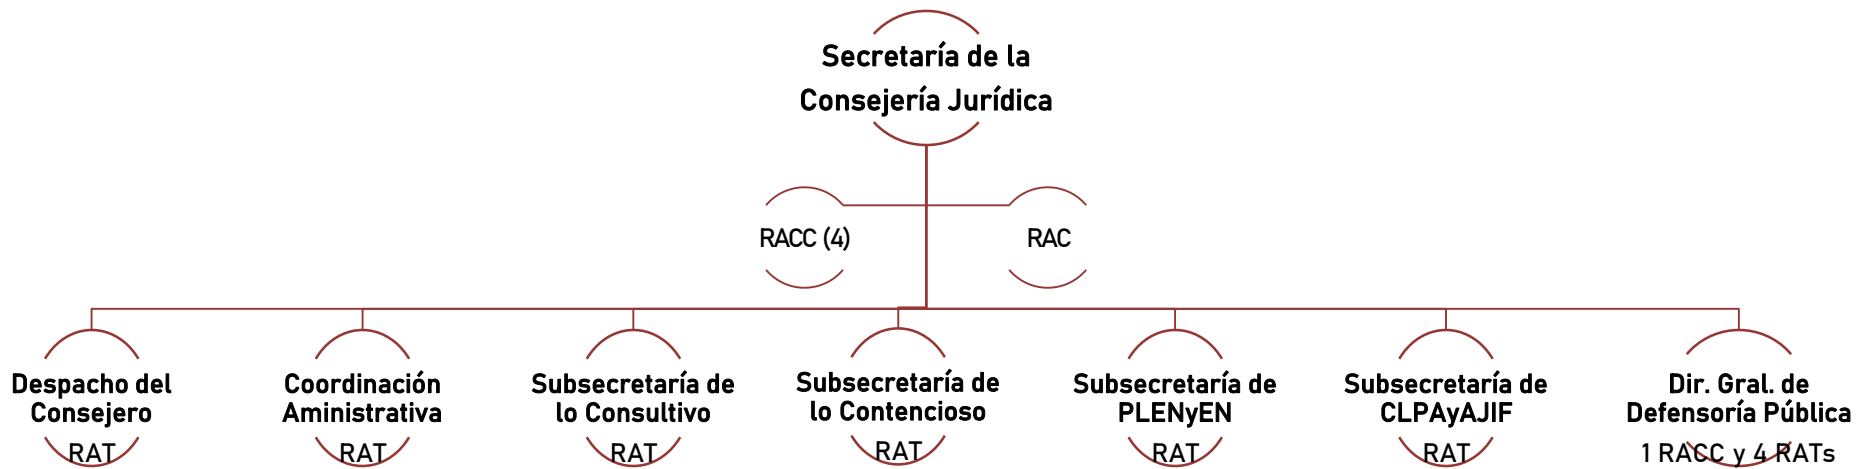 Secretaría de la
Consejería Jurídica
RACC (4)
RAC
Despacho del
Consejero
RAT
Coordinación
Aministrativa
RAT
Subsecretaría de
lo Consultivo
RAT
Subsecretaría de
lo Contencioso
RAT
Subsecretaría de
PLENyEN
RAT
Subsecretaría de
CLPAyAJIF
RAT
Dir. Gral. de
Defensoría Pública
1 RACC y 4 RATs